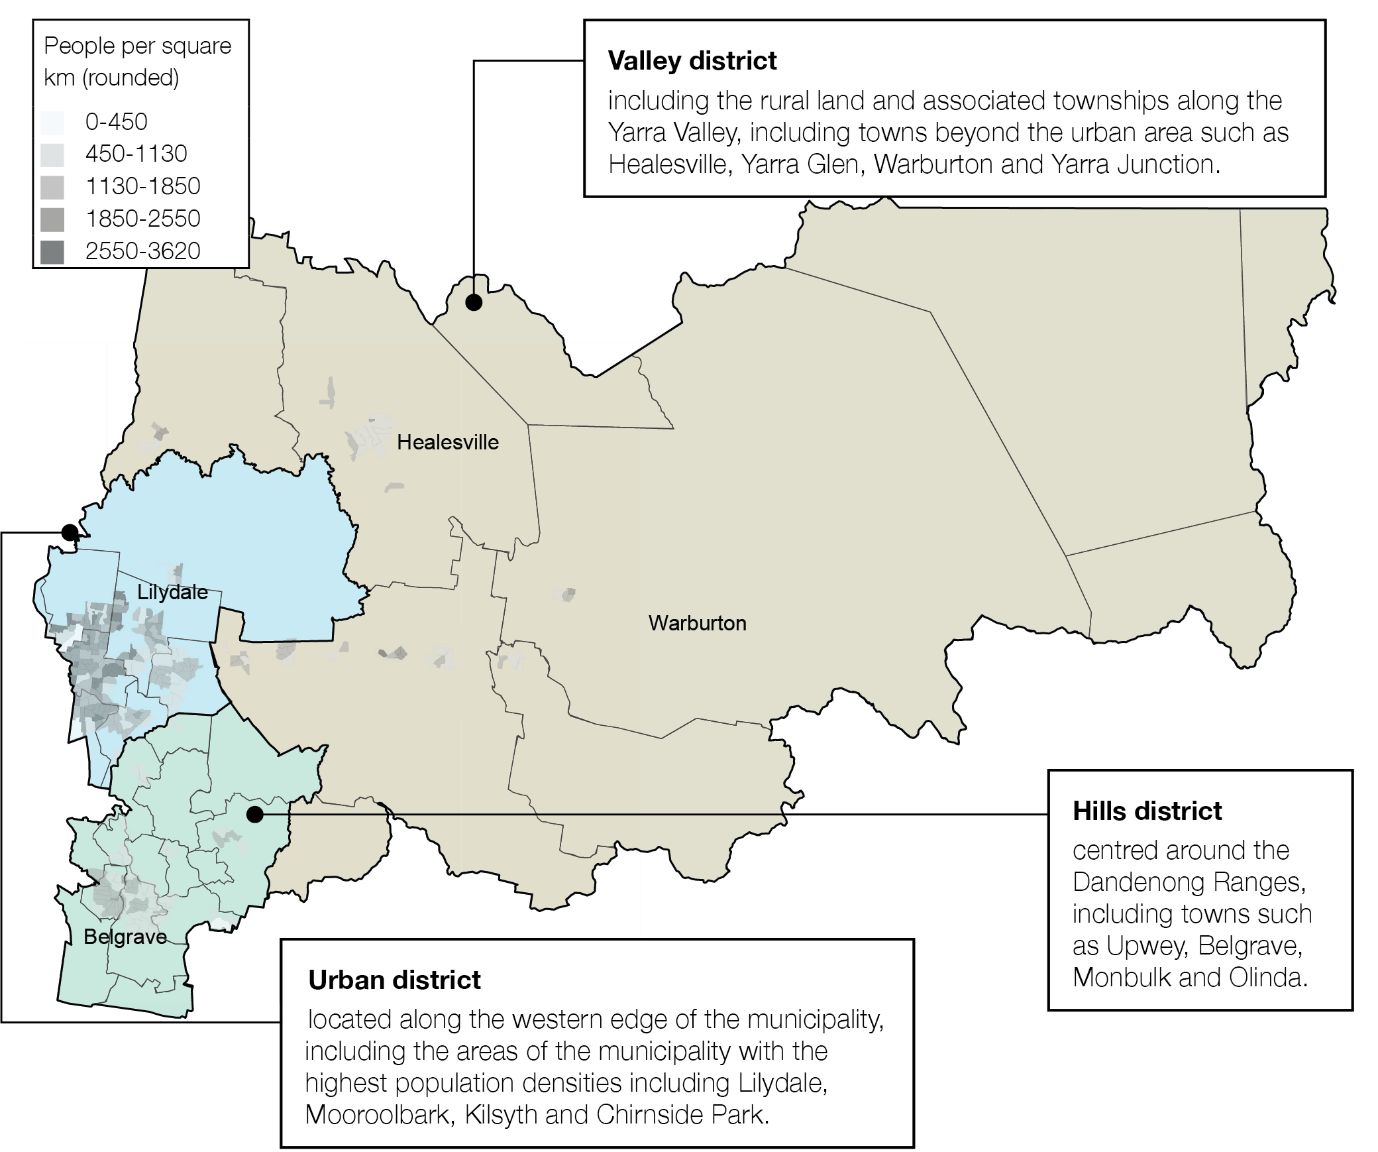 People per square
km (rounded)
0-450
450-1130
1130-1850
1850-2550
2550-3620
Valley district
including the rural land and associated townships along the
Yarra Valley, including towns beyond the urban area such as
Healesville, Yarra Glen, Warburton and Yarra Junction.
Healesville
Lilydale
Warburton
Belgrave
Hills district
centred around the
Dandenong Ranges,
including towns such
as Upwey, Belgrave,
Monbulk and Olinda.
Urban district
located along the western edge of the municipality,
including the areas of the municipality with the
highest population densities including Lilydale,
Mooroolbark, Kilsyth and Chirnside Park.